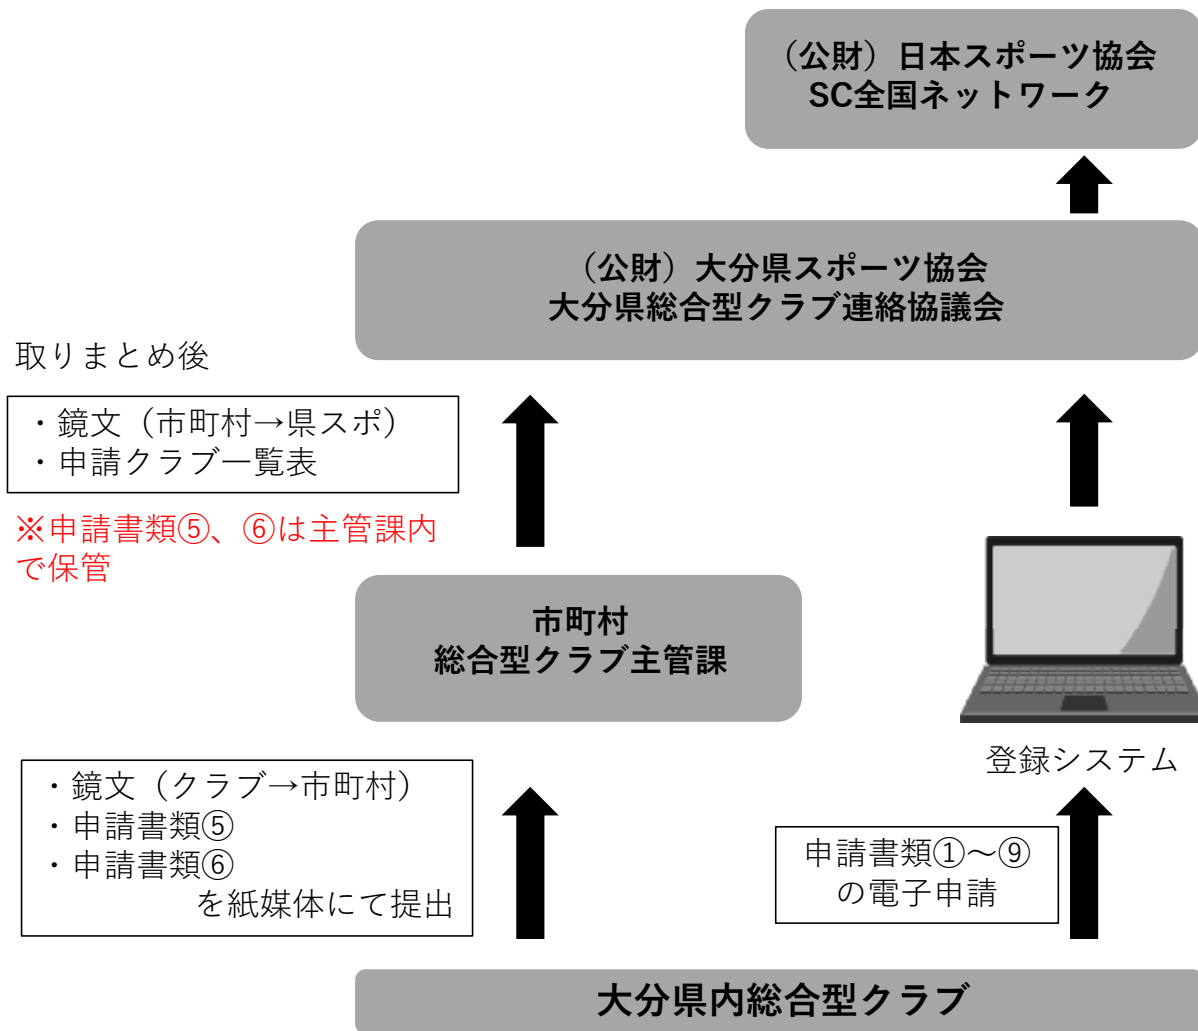 （公財）日本スポーツ協会
SC全国ネットワーク
（公財）大分県スポーツ協会
大分県総合型クラブ連絡協議会
取りまとめ後
・鏡文（市町村→県スポ）
・申請クラブ一覧表
※申請書類⑤、⑥は主管課内
で保管
市町村
総合型クラブ主管課
登録システム
・鏡文（クラブ→市町村）
・申請書類⑤
・申請書類⑥
を紙媒体にて提出
申請書類①～⑨
の電子申請
大分県内総合型クラブ